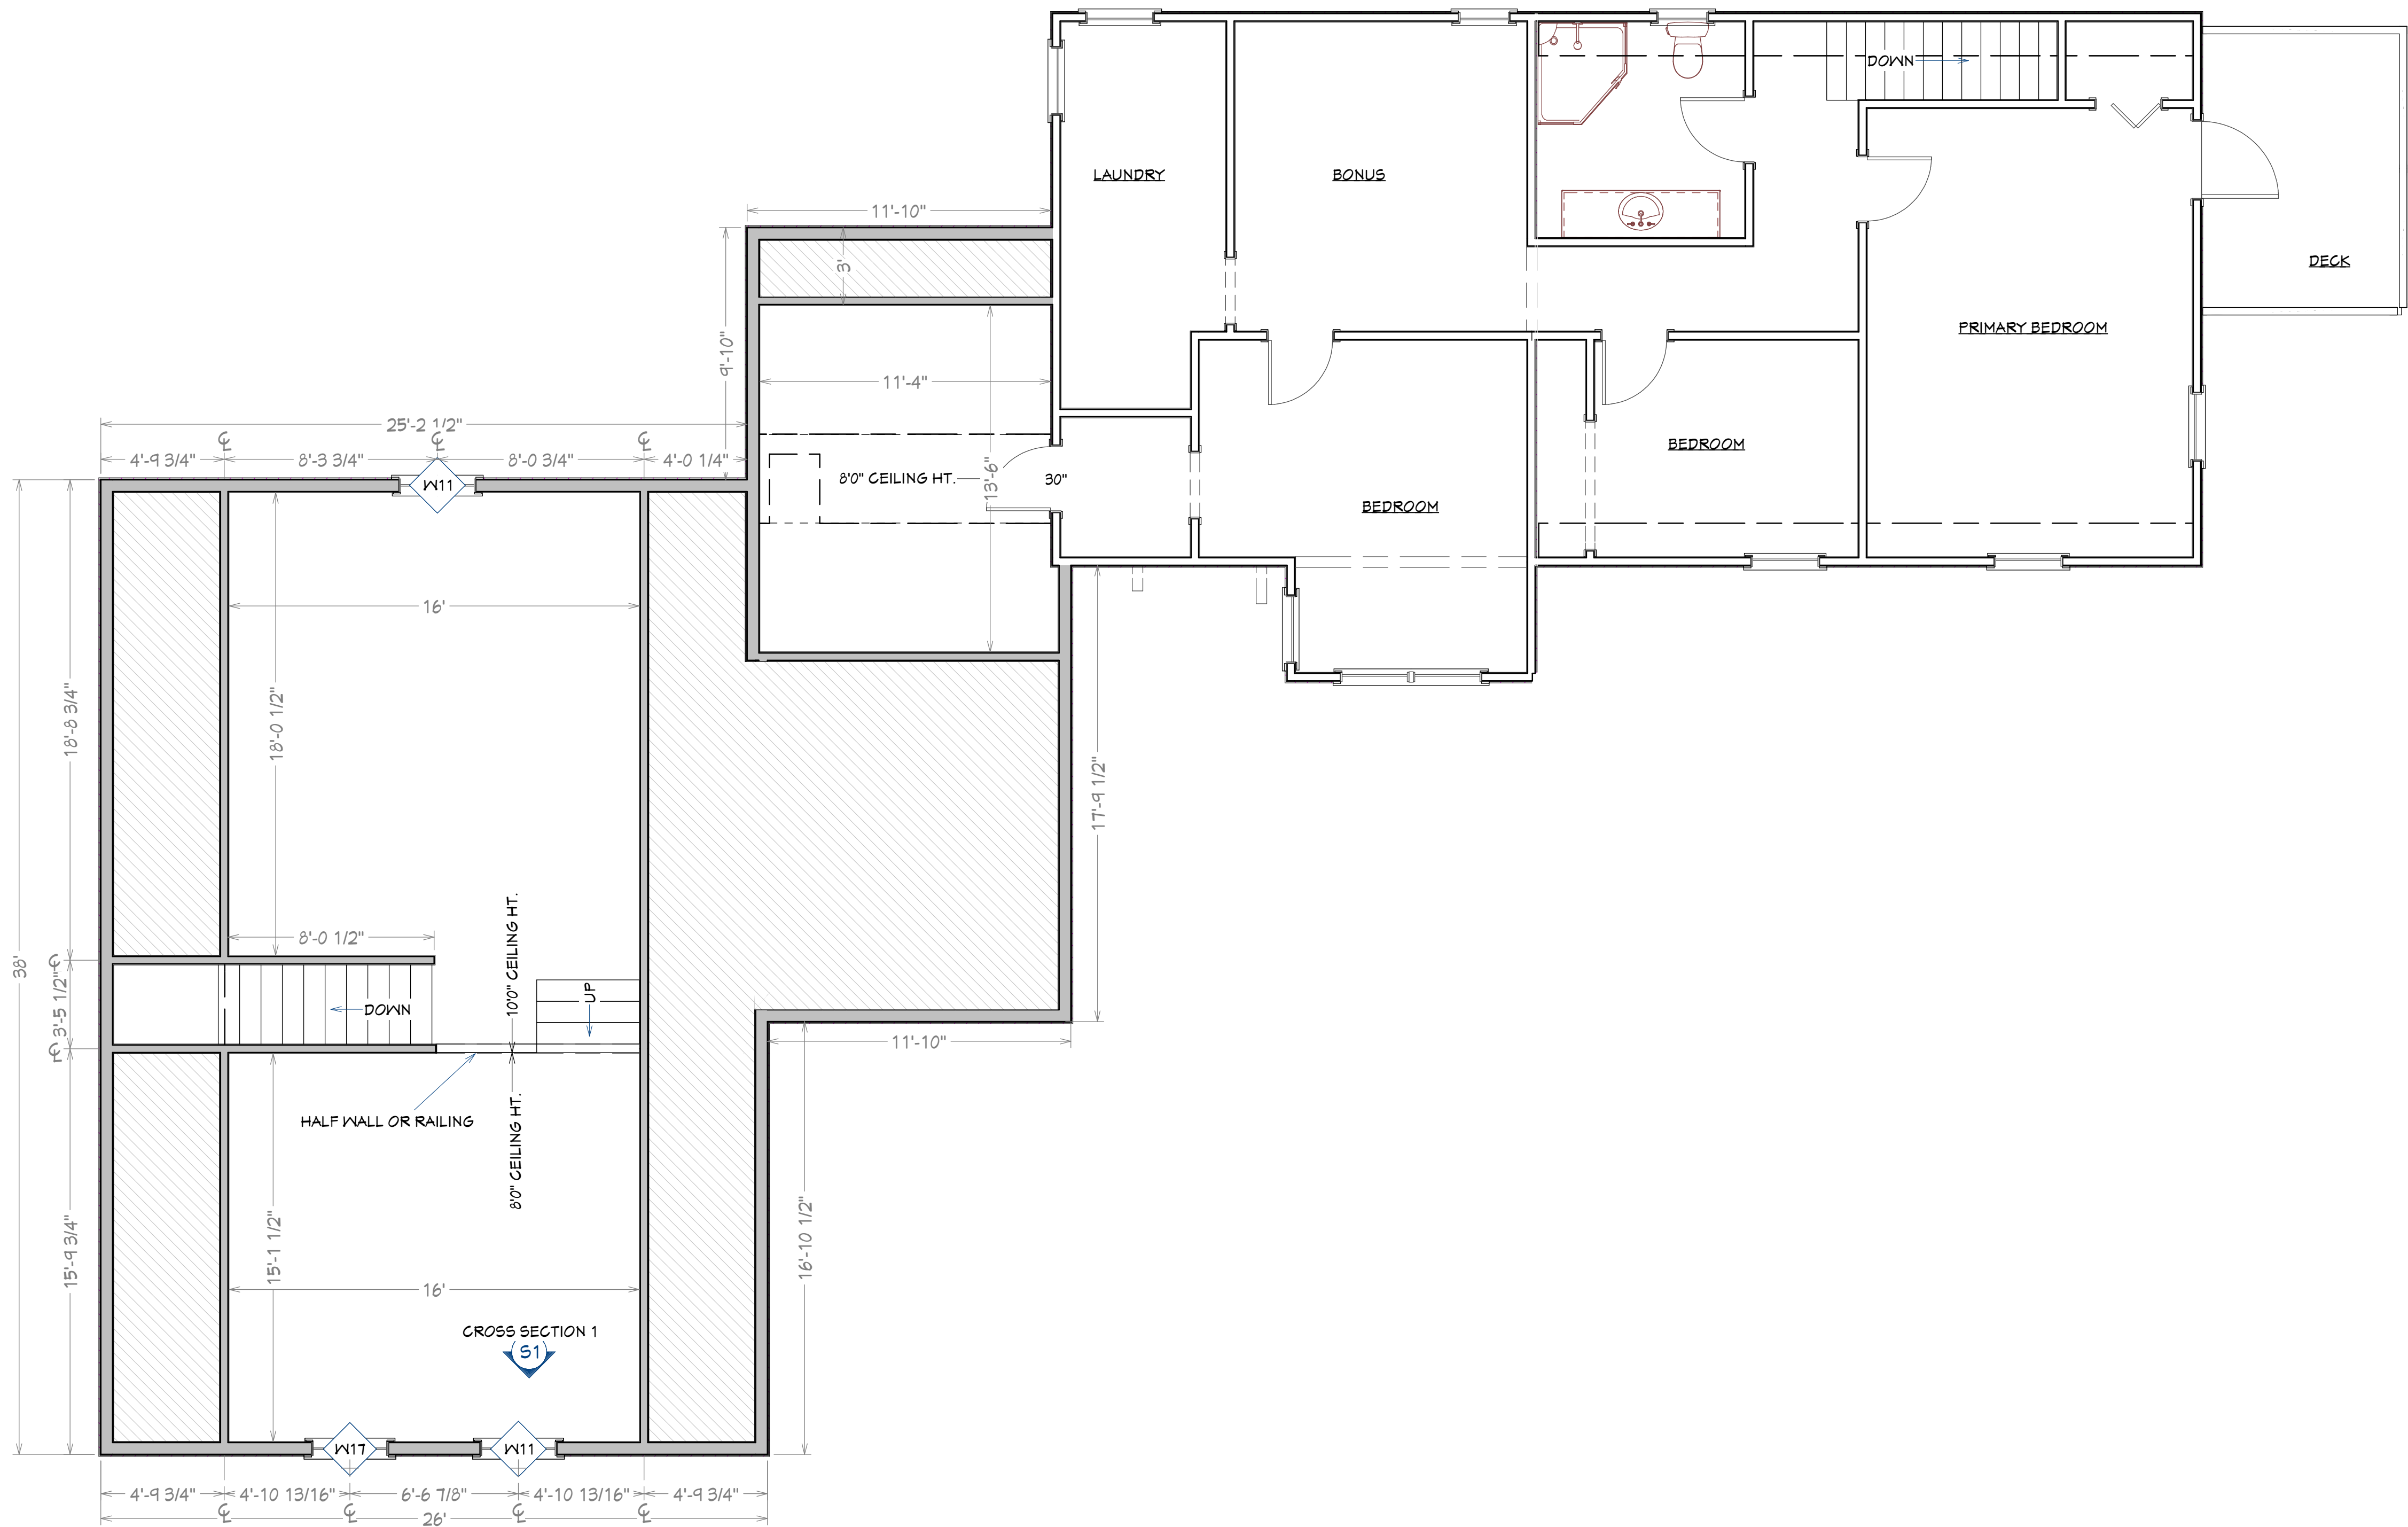 LAUNDRY
BONUS
DOWN
DECK
PRIMARY BEDROOM
BEDROOM
BEDROOM
11'-10"
3'
9'-10"
11'-4"
13'-6"
8'0" CEILING HT.
30"
25'-2 1/2"
4'-9 3/4"
8'-3 3/4"
8'-0 3/4"
4'-0 1/4"
W11
16'
18'-0 1/2"
18'-8 3/4"
38'
3'-5 1/2"
15'-9 3/4"
8'-0 1/2"
DOWN
UP
10'0" CEILING HT.
8'0" CEILING HT.
HALF WALL OR RAILING
17'-9 1/2"
11'-10"
16'-10 1/2"
15'-1 1/2"
16'
CROSS SECTION 1
S1
W17
W11
4'-9 3/4"
4'-10 13/16"
6'-6 7/8"
4'-10 13/16"
4'-9 3/4"
26'